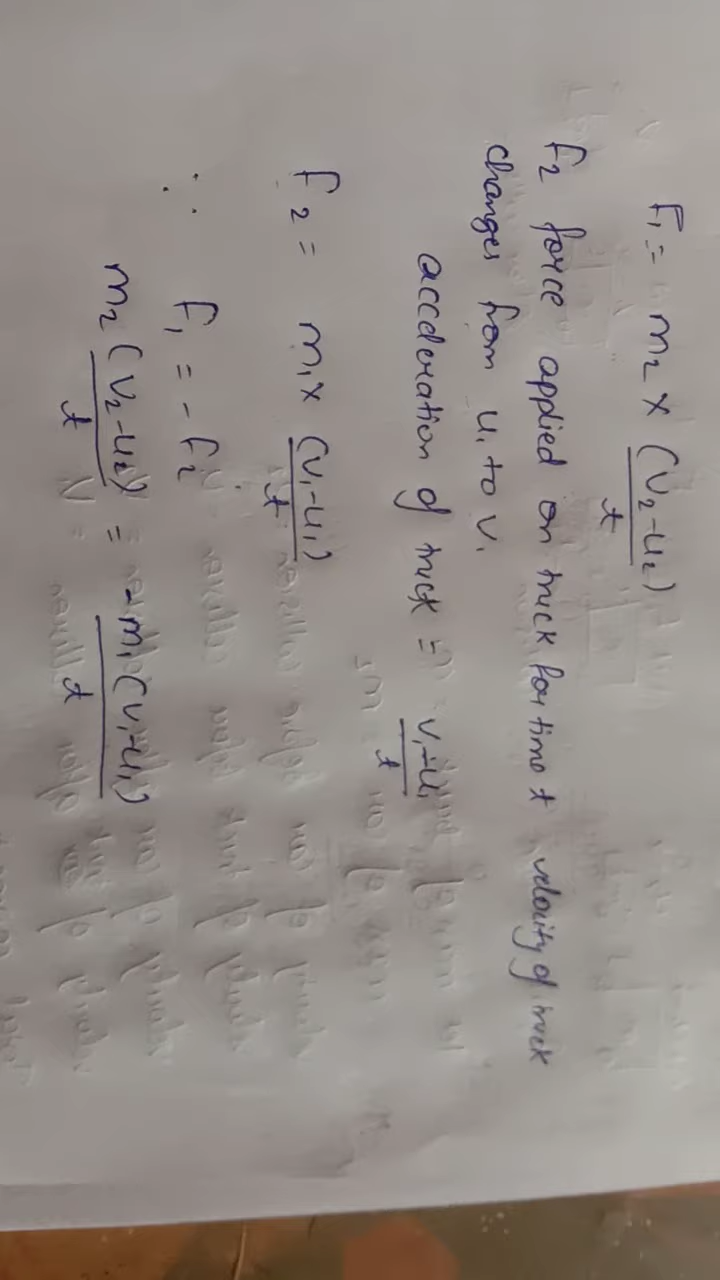 F₁ = m₂ × (v₂-u₂)/t
F₂ force applied on truck for time t velocity of truck
changes from u₁ to v₁
acceleration of truck = v₁-u₁/t
F₂ = m₁ × (v₁-u₁)/t
∵ F₁ = -F₂
m₂(v₂-u₂)/t = -m₁(v₁-u₁)/t